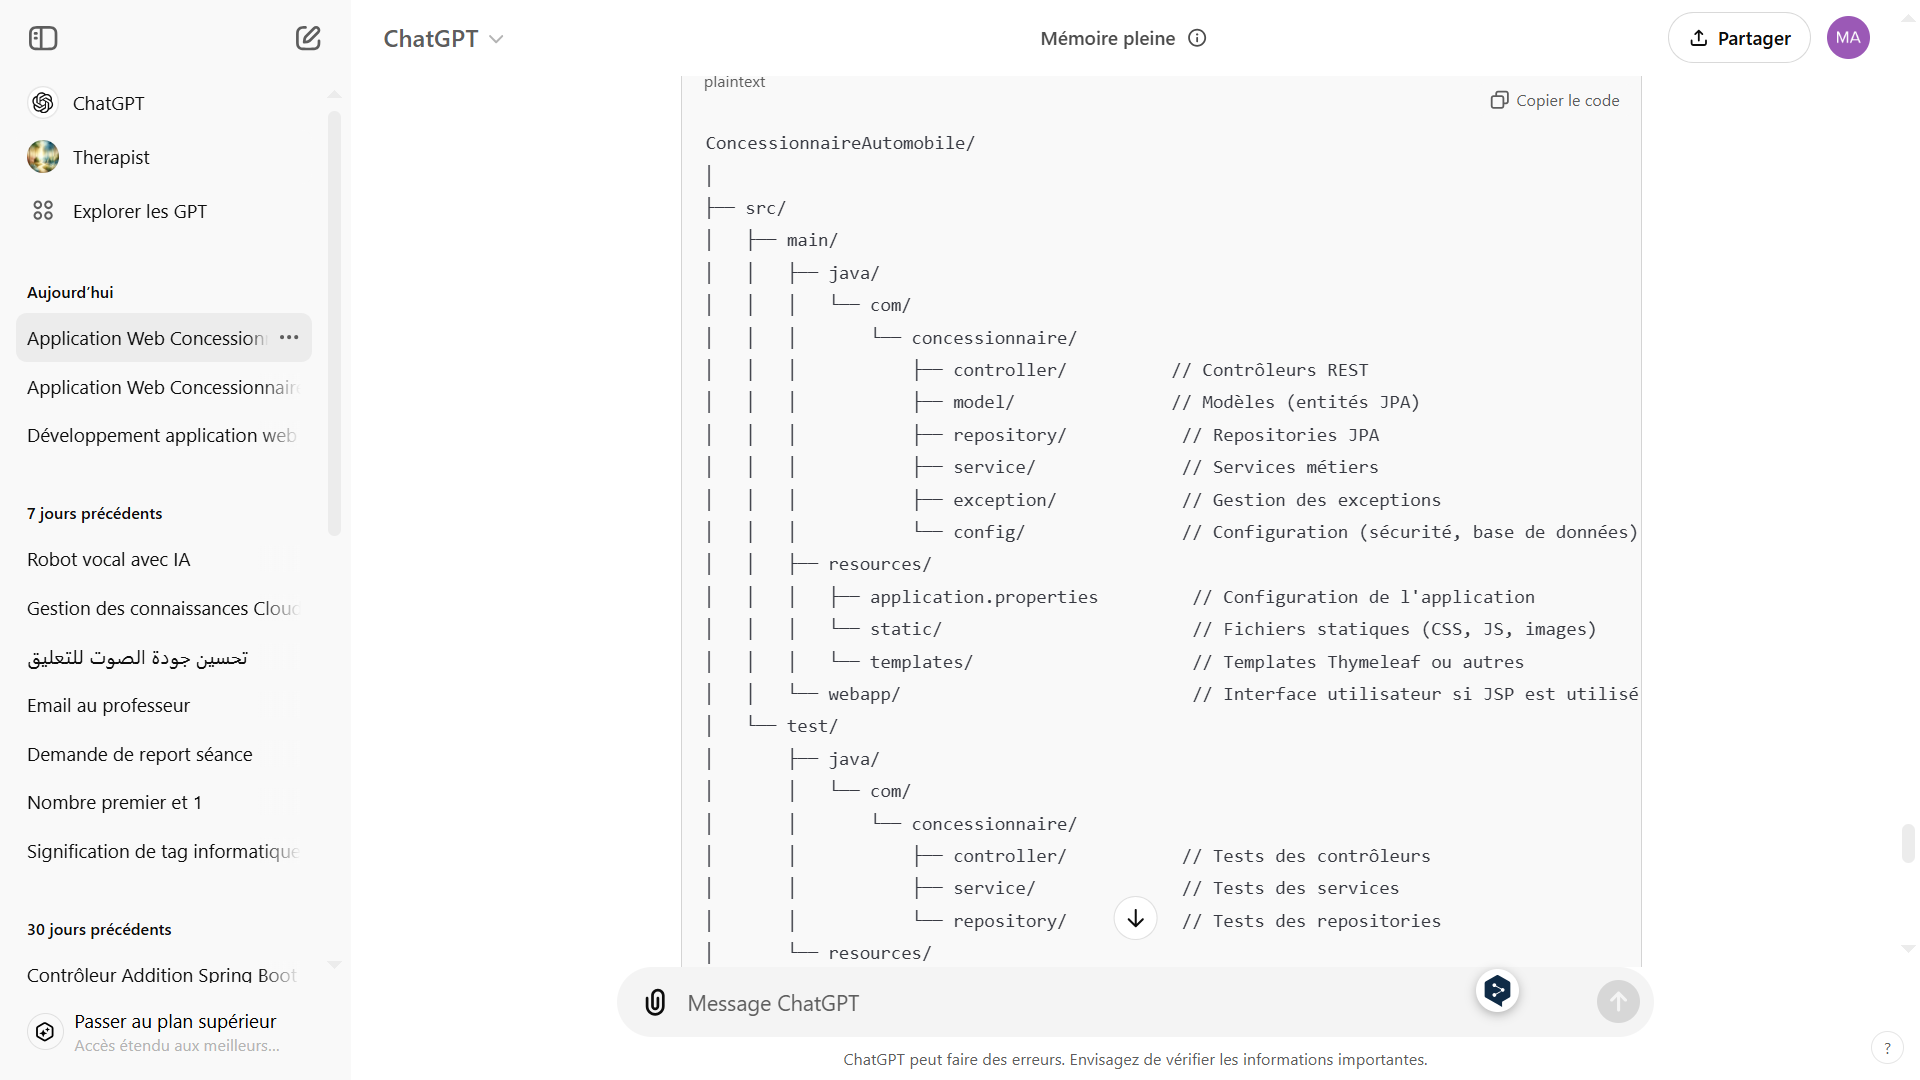 ChatGPT
Therapist
Explorer les GPT
Aujourd'hui
Application Web Concession
Application Web Concessionnaire
Développement application web
7 jours précédents
Robot vocal avec IA
Gestion des connaissances Cloud
تحسين جودة الصوت للتعليق
Email au professeur
Demande de report séance
Nombre premier et 1
Signification de tag informatique
30 jours précédents
Contrôleur Addition Spring Boot
Passer au plan supérieur
Accès étendu aux meilleurs...
ChatGPT
Mémoire pleine
Partager
MA
plaintext
Copier le code
ConcessionnaireAutomobile/
│
├── src/
│   ├── main/
│   │   ├── java/
│   │   │   └── com/
│   │   │       └── concessionnaire/
│   │   │           ├── controller/          // Contrôleurs REST
│   │   │           ├── model/               // Modèles (entités JPA)
│   │   │           ├── repository/           // Repositories JPA
│   │   │           ├── service/              // Services métiers
│   │   │           ├── exception/            // Gestion des exceptions
│   │   │           └── config/               // Configuration (sécurité, base de données)
│   │   ├── resources/
│   │   │   ├── application.properties         // Configuration de l'application
│   │   │   └── static/                        // Fichiers statiques (CSS, JS, images)
│   │   │   └── templates/                     // Templates Thymeleaf ou autres
│   │   └── webapp/                            // Interface utilisateur si JSP est utilisé
│   └── test/
│       ├── java/
│       │   └── com/
│       │       └── concessionnaire/
│       │           ├── controller/           // Tests des contrôleurs
│       │           ├── service/              // Tests des services
│       │           └── repository/           // Tests des repositories
│       └── resources/
Message ChatGPT
ChatGPT peut faire des erreurs. Envisagez de vérifier les informations importantes.
?